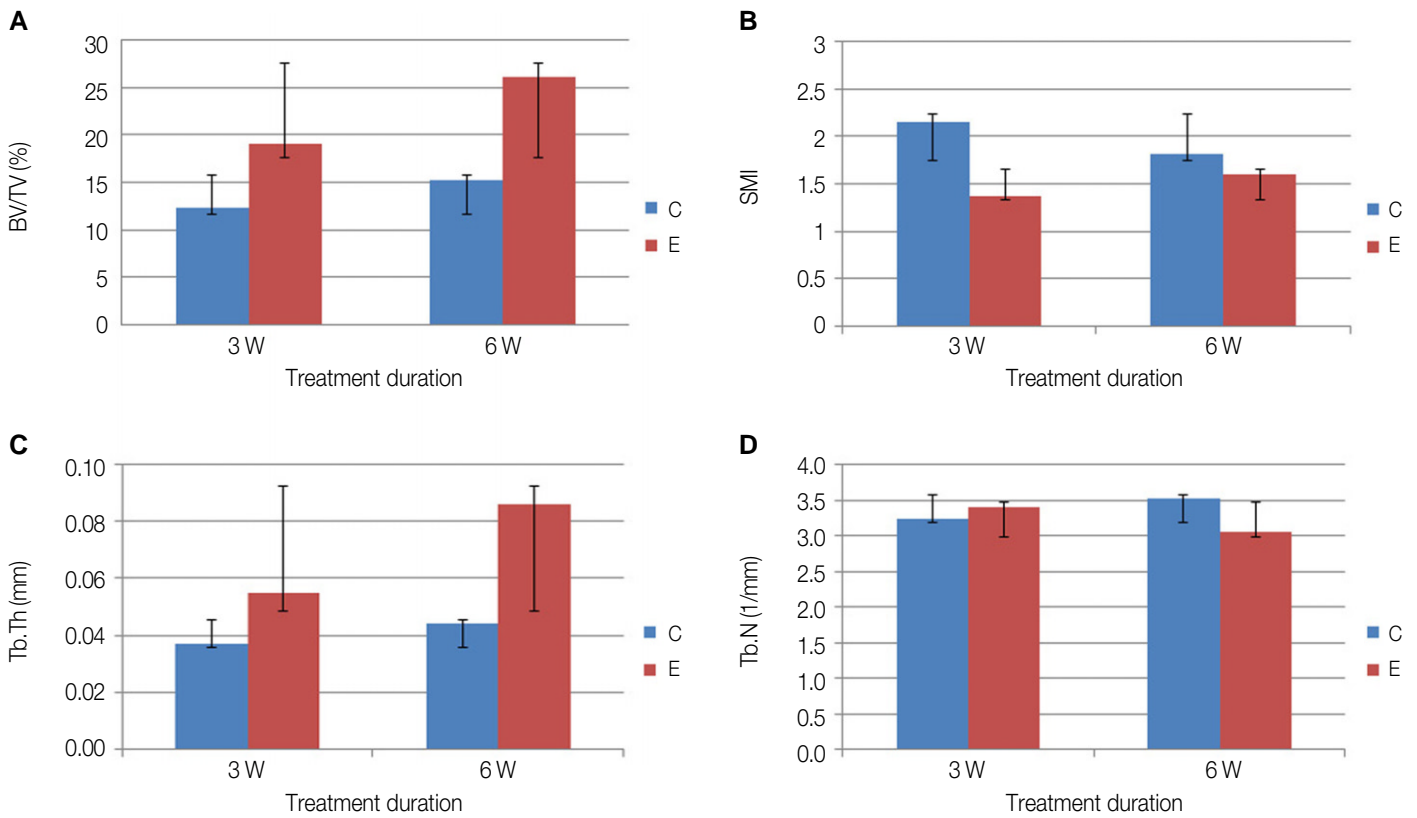 A
30
25
20
15
10
5
0
BV/TV (%)
3 W
6 W
Treatment duration
C
E
B
3
2.5
2
1.5
1
0.5
0
SMI
3 W
6 W
Treatment duration
C
E
C
0.10
0.08
0.06
0.04
0.02
0.00
Tb.Th (mm)
3 W
6 W
Treatment duration
C
E
D
4.0
3.5
3.0
2.5
2.0
1.5
1.0
0.5
0.0
Tb.N (1/mm)
3 W
6 W
Treatment duration
C
E